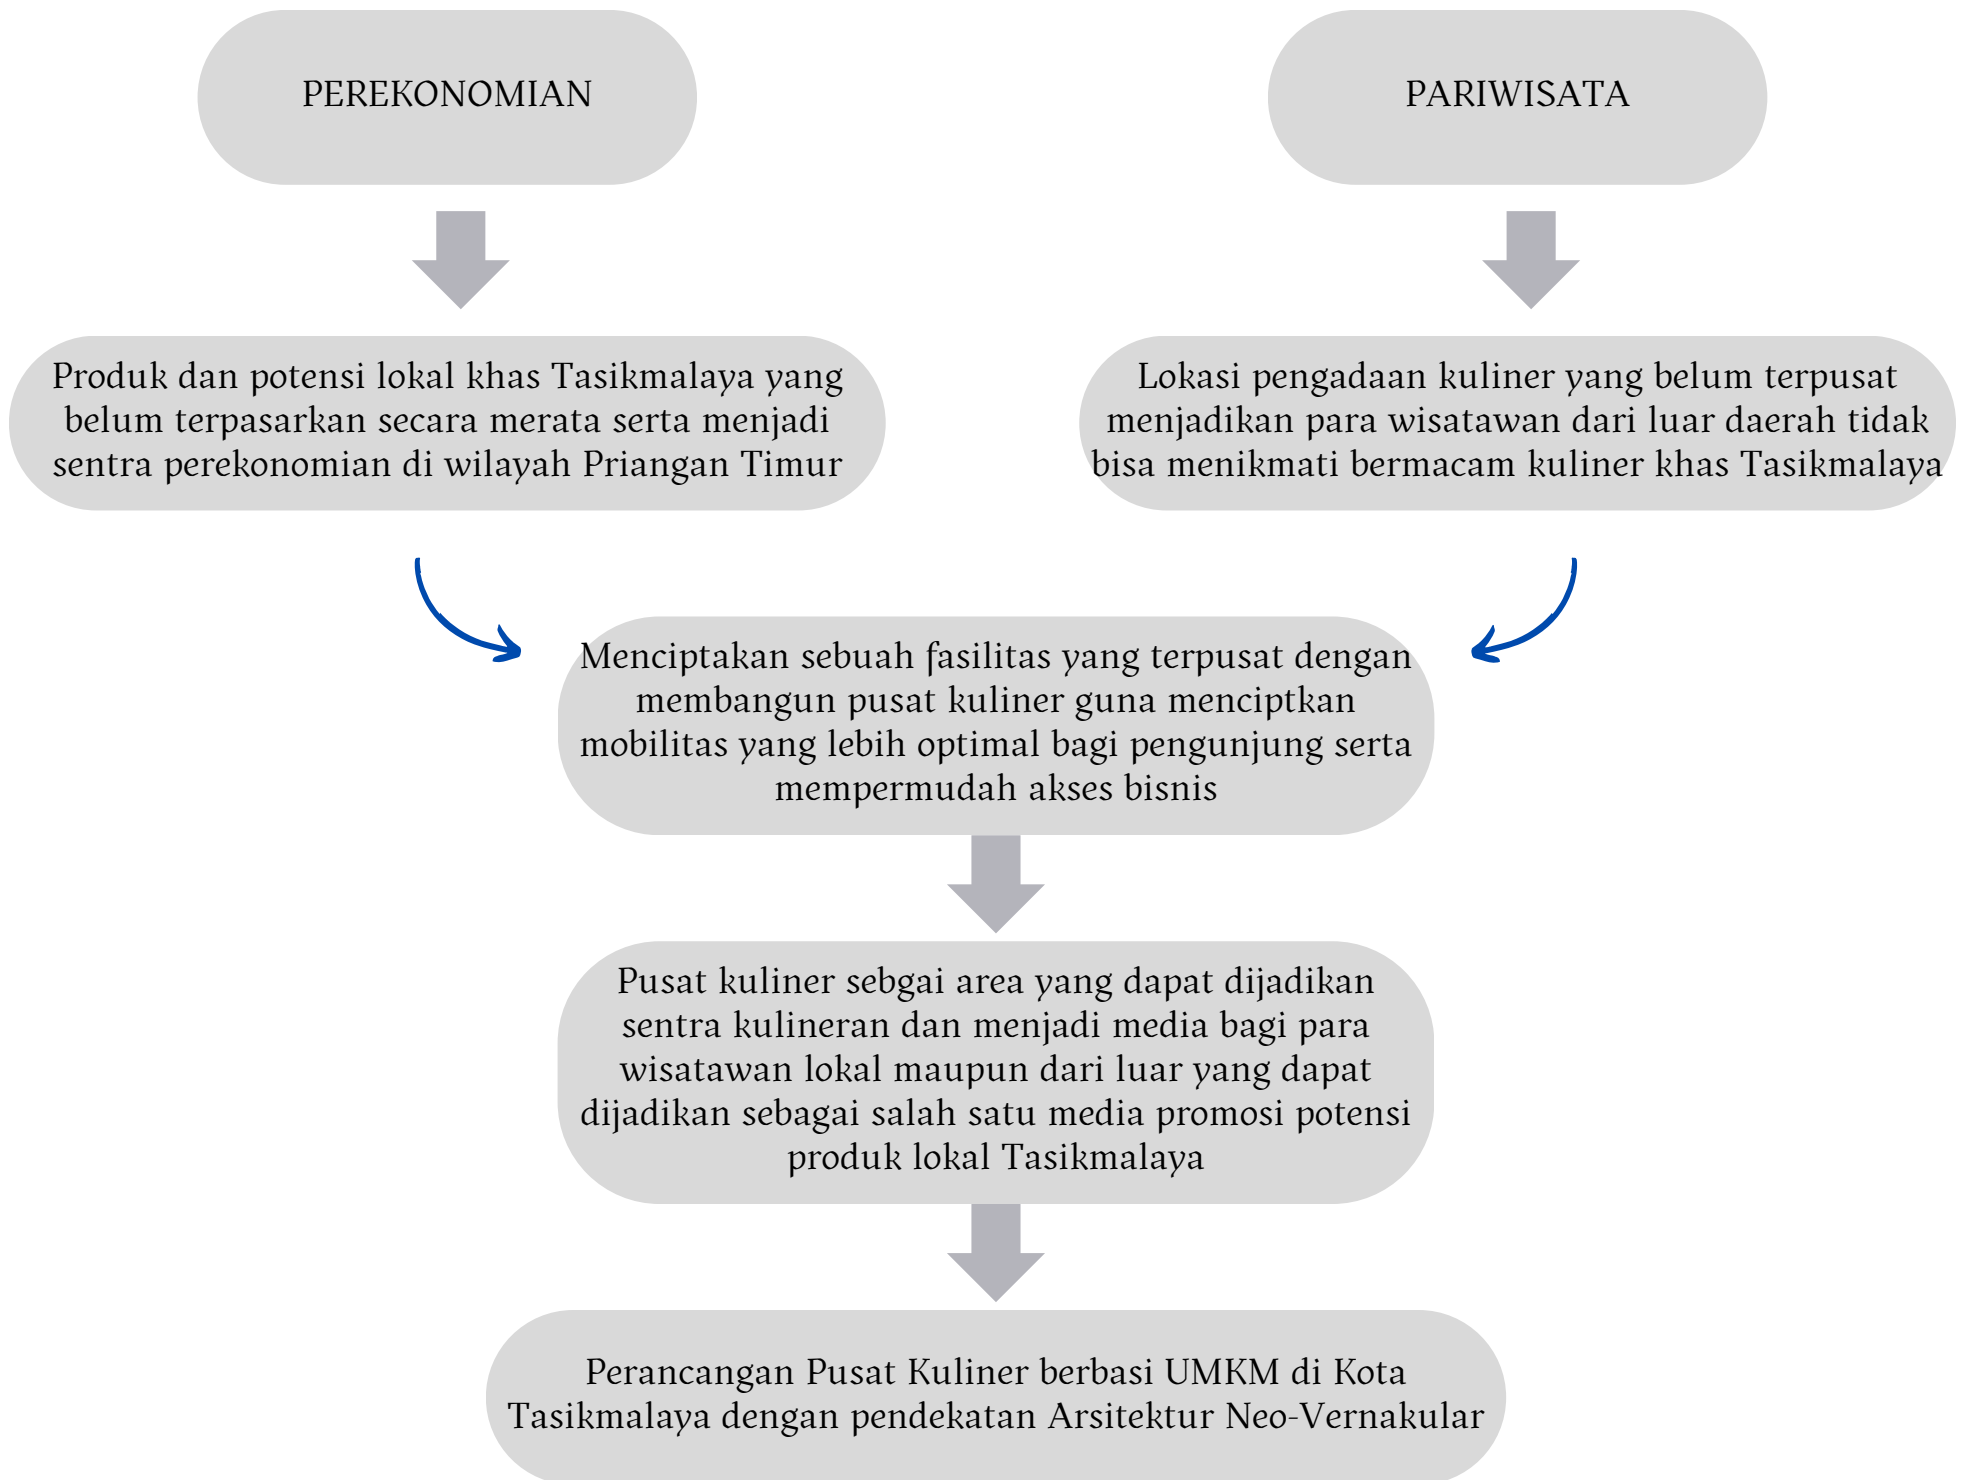 PEREKONOMIAN
PARIWISATA
Produk dan potensi lokal khas Tasikmalaya yang
belum terpasarkan secara merata serta menjadi
sentra perekonomian di wilayah Priangan Timur
Lokasi pengadaan kuliner yang belum terpusat
menjadikan para wisatawan dari luar daerah tidak
bisa menikmati bermacam kuliner khas Tasikmalaya
Menciptakan sebuah fasilitas yang terpusat dengan
membangun pusat kuliner guna menciptkan
mobilitas yang lebih optimal bagi pengunjung serta
mempermudah akses bisnis
Pusat kuliner sebgai area yang dapat dijadikan
sentra kulineran dan menjadi media bagi para
wisatawan lokal maupun dari luar yang dapat
dijadikan sebagai salah satu media promosi potensi
produk lokal Tasikmalaya
Perancangan Pusat Kuliner berbasi UMKM di Kota
Tasikmalaya dengan pendekatan Arsitektur Neo-Vernakular